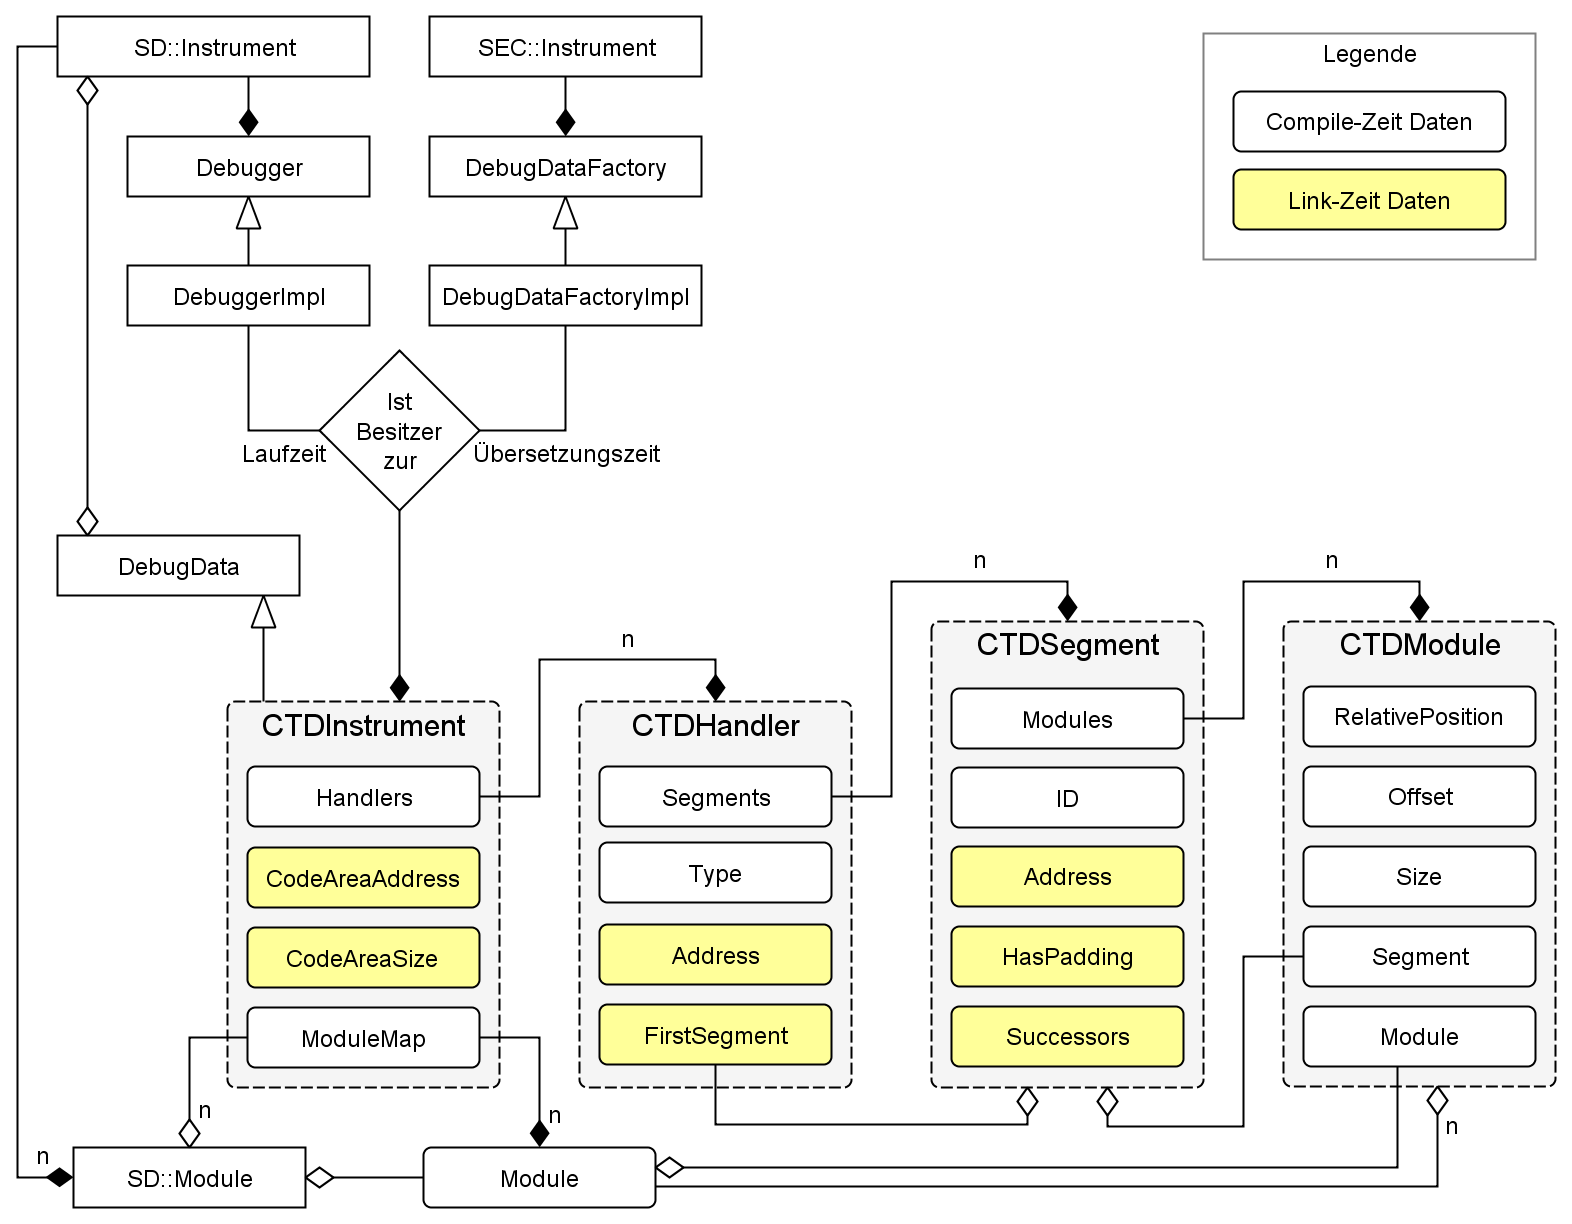 SD::Instrument
SEC::Instrument
Legende
Compile-Zeit Daten
Link-Zeit Daten
Debugger
DebugDataFactory
DebuggerImpl
DebugDataFactoryImpl
Ist
Besitzer
zur
Laufzeit
Übersetzungszeit
DebugData
n
n
n
CTDInstrument
Handlers
CodeAreaAddress
CodeAreaSize
ModuleMap
CTDHandler
Segments
Type
Address
FirstSegment
CTDSegment
Modules
ID
Address
HasPadding
Successors
CTDModule
RelativePosition
Offset
Size
Segment
Module
n
n
n
n
SD::Module
Module